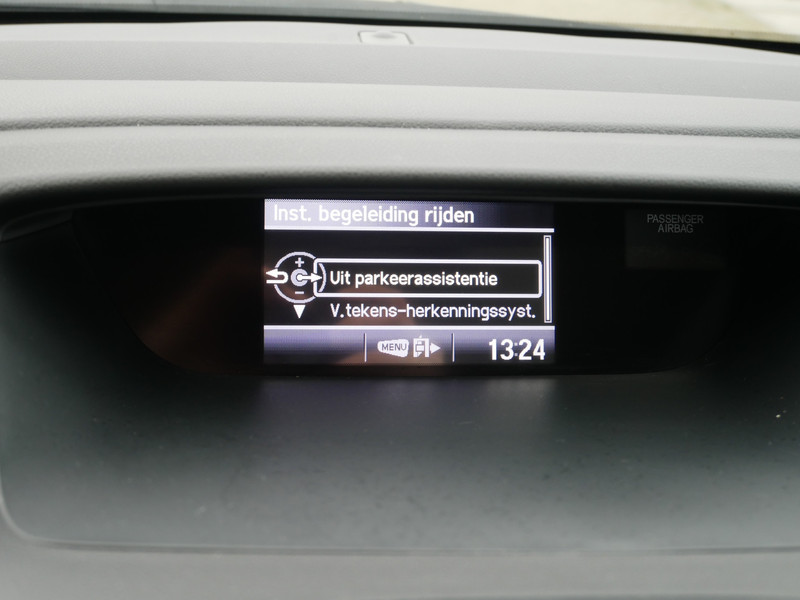 Inst. begeleiding rijden
PASSENGER
AIRBAG
+
Uit parkeerassistentie
−
V.tekens-herkenningssyst.
MENU
13:24